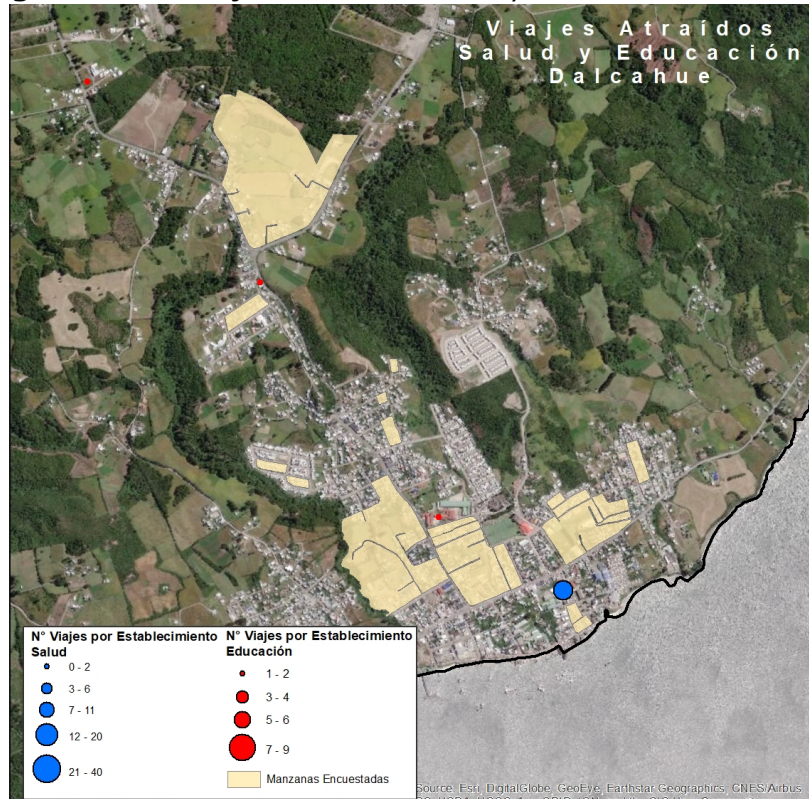 Viajes Atraídos
Salud y Educación
Dalcahue
N° Viajes por Establecimiento
Salud
0 - 2
3 - 6
7 - 11
12 - 20
21 - 40
N° Viajes por Establecimiento
Educación
1 - 2
3 - 4
5 - 6
7 - 9
Manzanas Encuestadas
Source: Esri, DigitalGlobe, GeoEye, Earthstar Geographics, CNES/Airbus